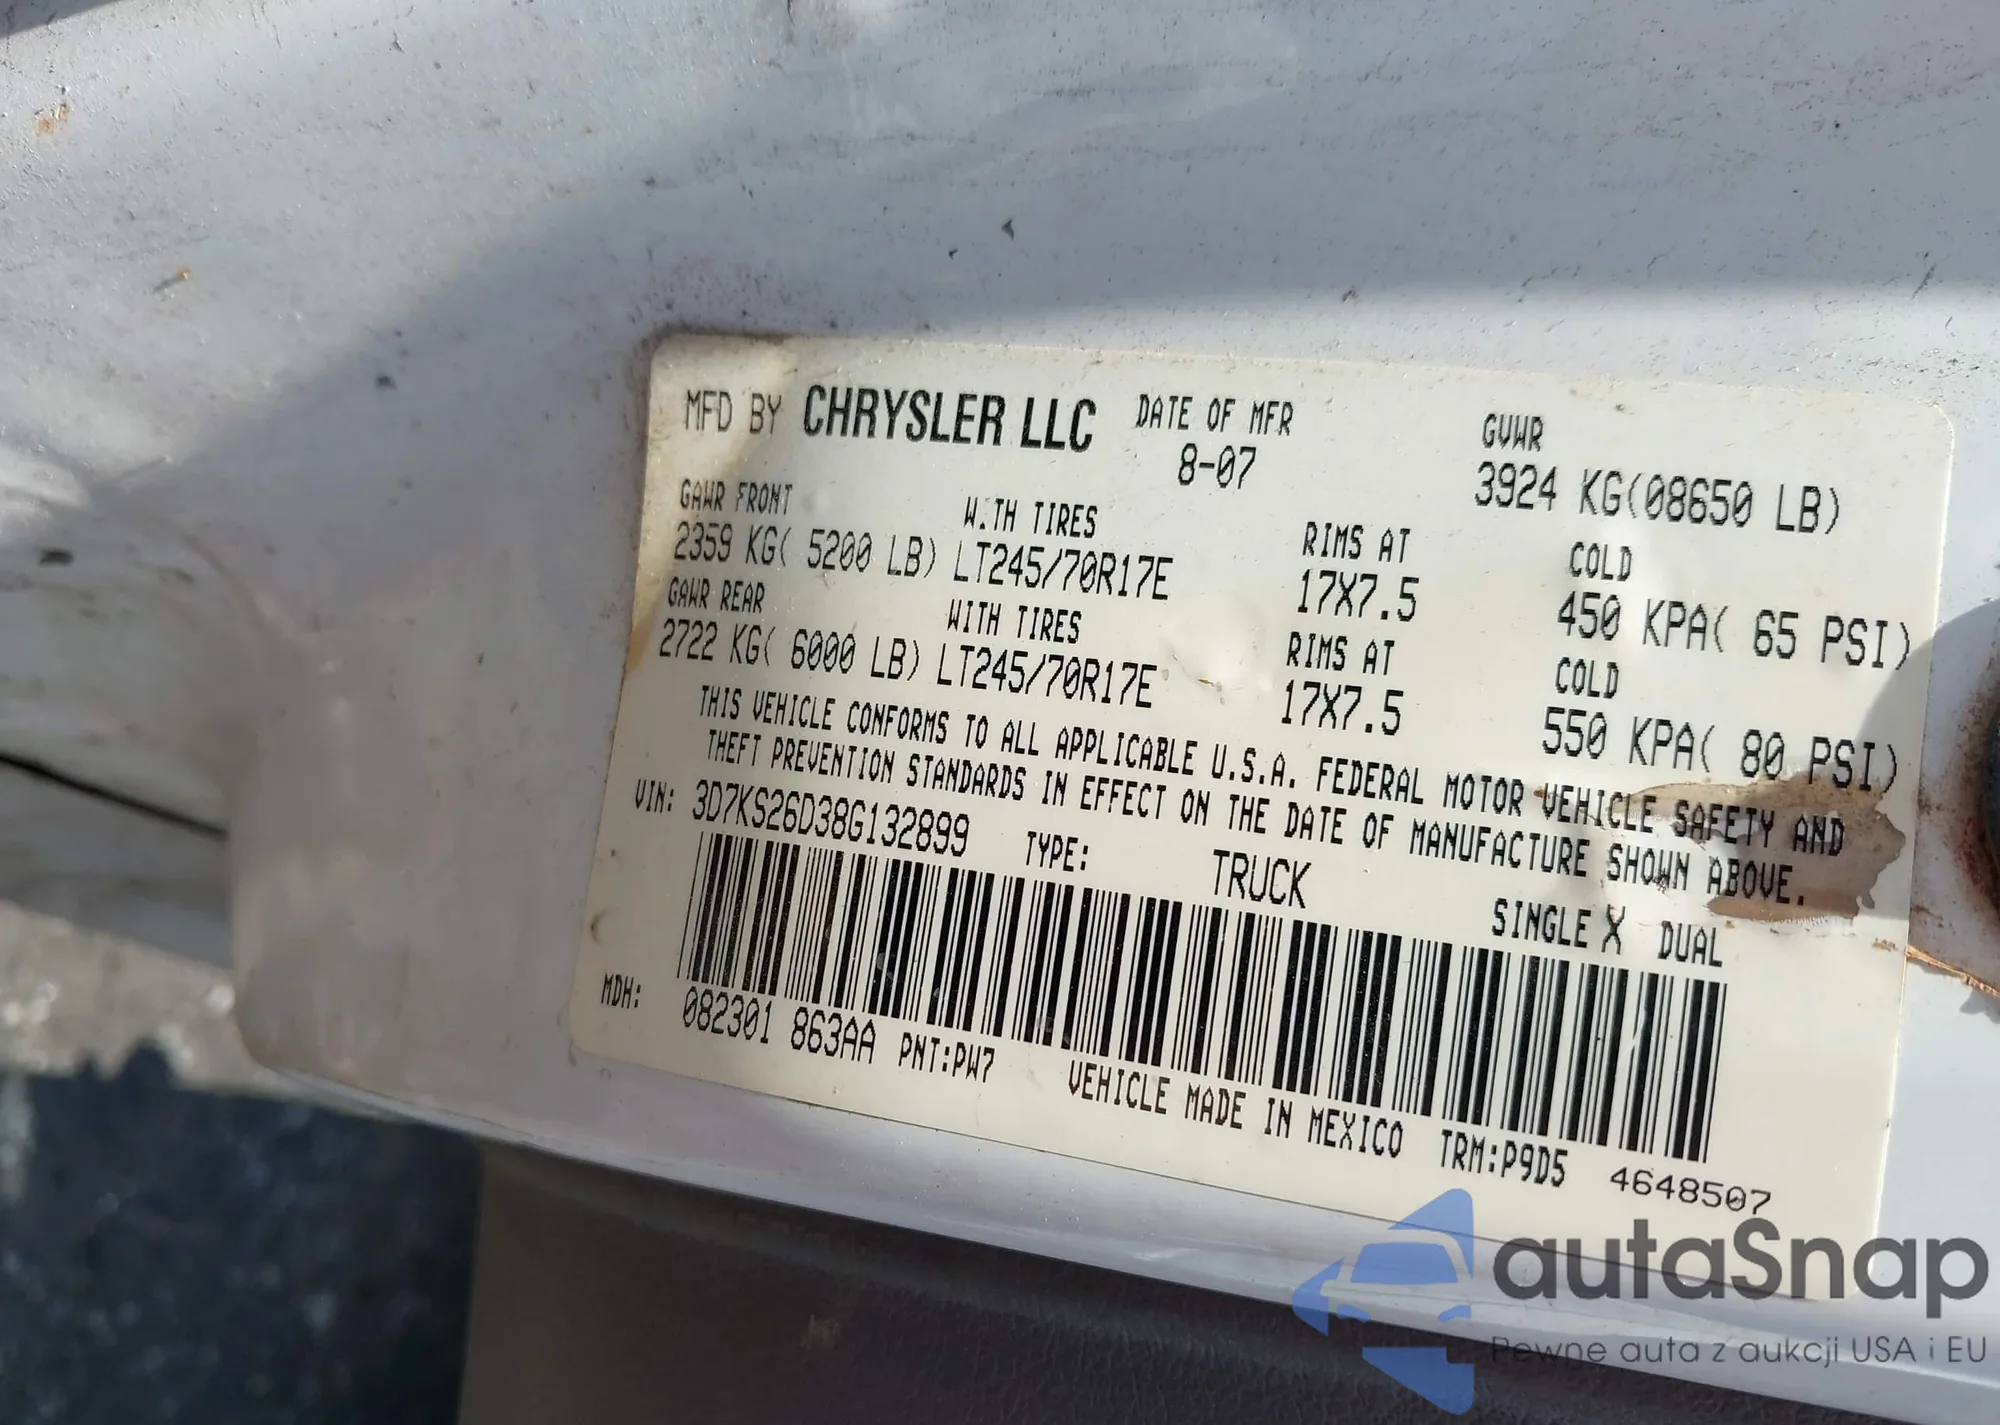 MFD BY CHRYSLER LLC DATE OF MFR GVWR
8-07 3924 KG(08650 LB)
GAWR FRONT WITH TIRES RIMS AT COLD
2359 KG( 5200 LB) LT245/70R17E 17X7.5 450 KPA( 65 PSI)
GAWR REAR WITH TIRES RIMS AT COLD
2722 KG( 6000 LB) LT245/70R17E 17X7.5 550 KPA( 80 PSI)
THIS VEHICLE CONFORMS TO ALL APPLICABLE U.S.A. FEDERAL MOTOR VEHICLE SAFETY AND
THEFT PREVENTION STANDARDS IN EFFECT ON THE DATE OF MANUFACTURE SHOWN ABOVE.
VIN: 3D7KS26D38G132899 TYPE: TRUCK SINGLE X DUAL
MDH: 082301 863AA PNT:PW7 VEHICLE MADE IN MEXICO TRM:P9D5 4648507
autaSnap
Pewne auta z aukcji USA i EU